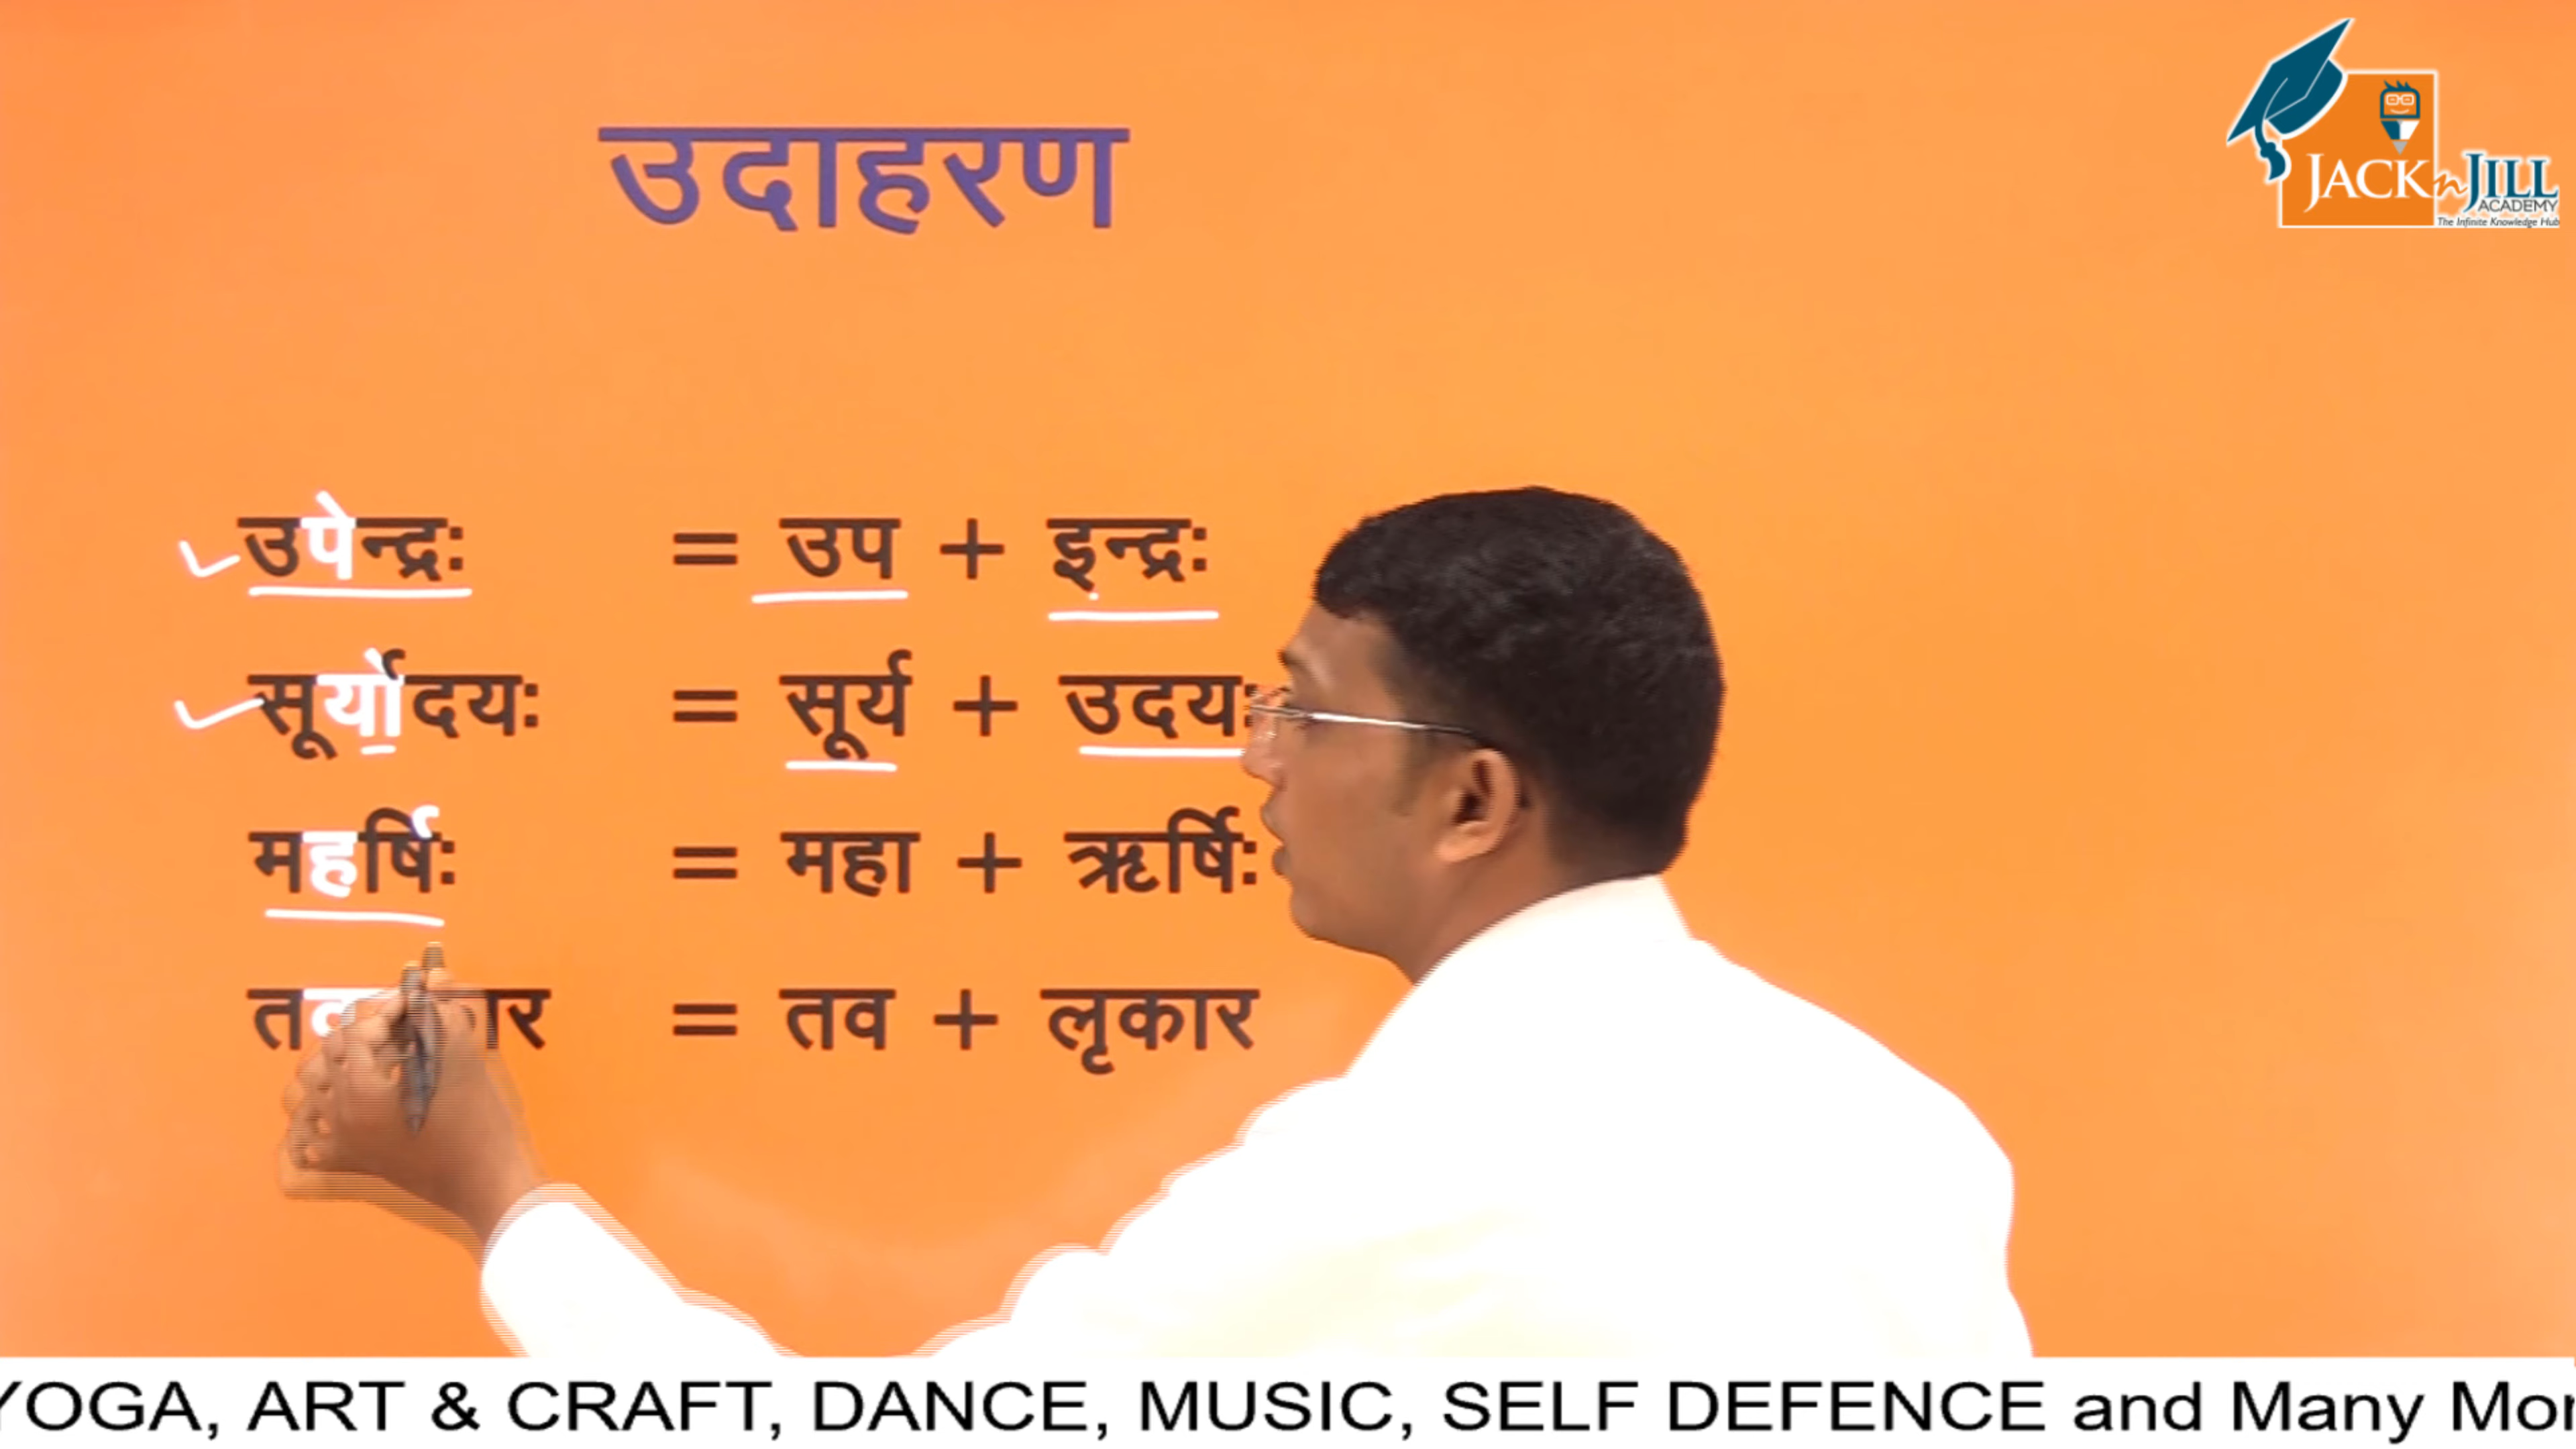 JACK n JILL
ACADEMY
The Infinite Knowledge Hub
उदाहरण
उपेन्द्रः = उप + इन्द्रः
सूर्योदयः = सूर्य + उदयः
महर्षिः = महा + ऋर्षिः
= तव + लृकार
YOGA, ART & CRAFT, DANCE, MUSIC, SELF DEFENCE and Many